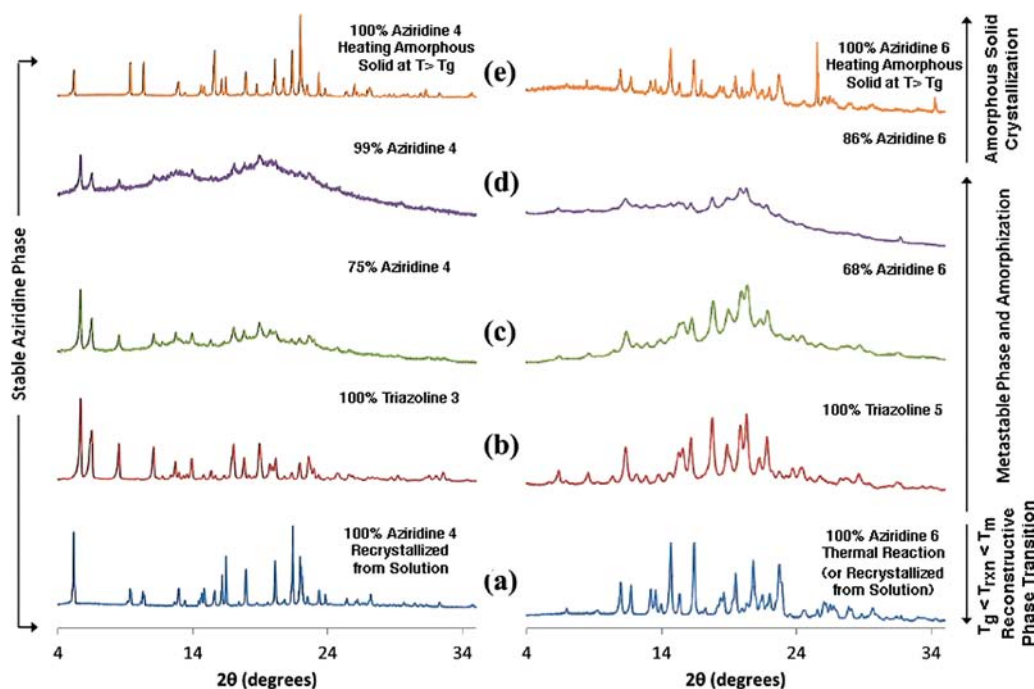 100% Aziridine 4
Heating Amorphous
Solid at T> Tg
(e)
100% Aziridine 6
Heating Amorphous
Solid at T> Tg
99% Aziridine 4
(d)
86% Aziridine 6
75% Aziridine 4
(c)
68% Aziridine 6
100% Triazoline 3
(b)
100% Triazoline 5
100% Aziridine 4
Recrystallized
from Solution
(a)
100% Aziridine 6
Thermal Reaction
(or Recrystallized
from Solution)
4 14 24 34
4 14 24 34
2θ (degrees)
2θ (degrees)
Stable Aziridine Phase
Amorphous Solid
Crystallization
Metastable Phase and Amorphization
Tg < Trxn < Tm
Reconstructive
Phase Transition